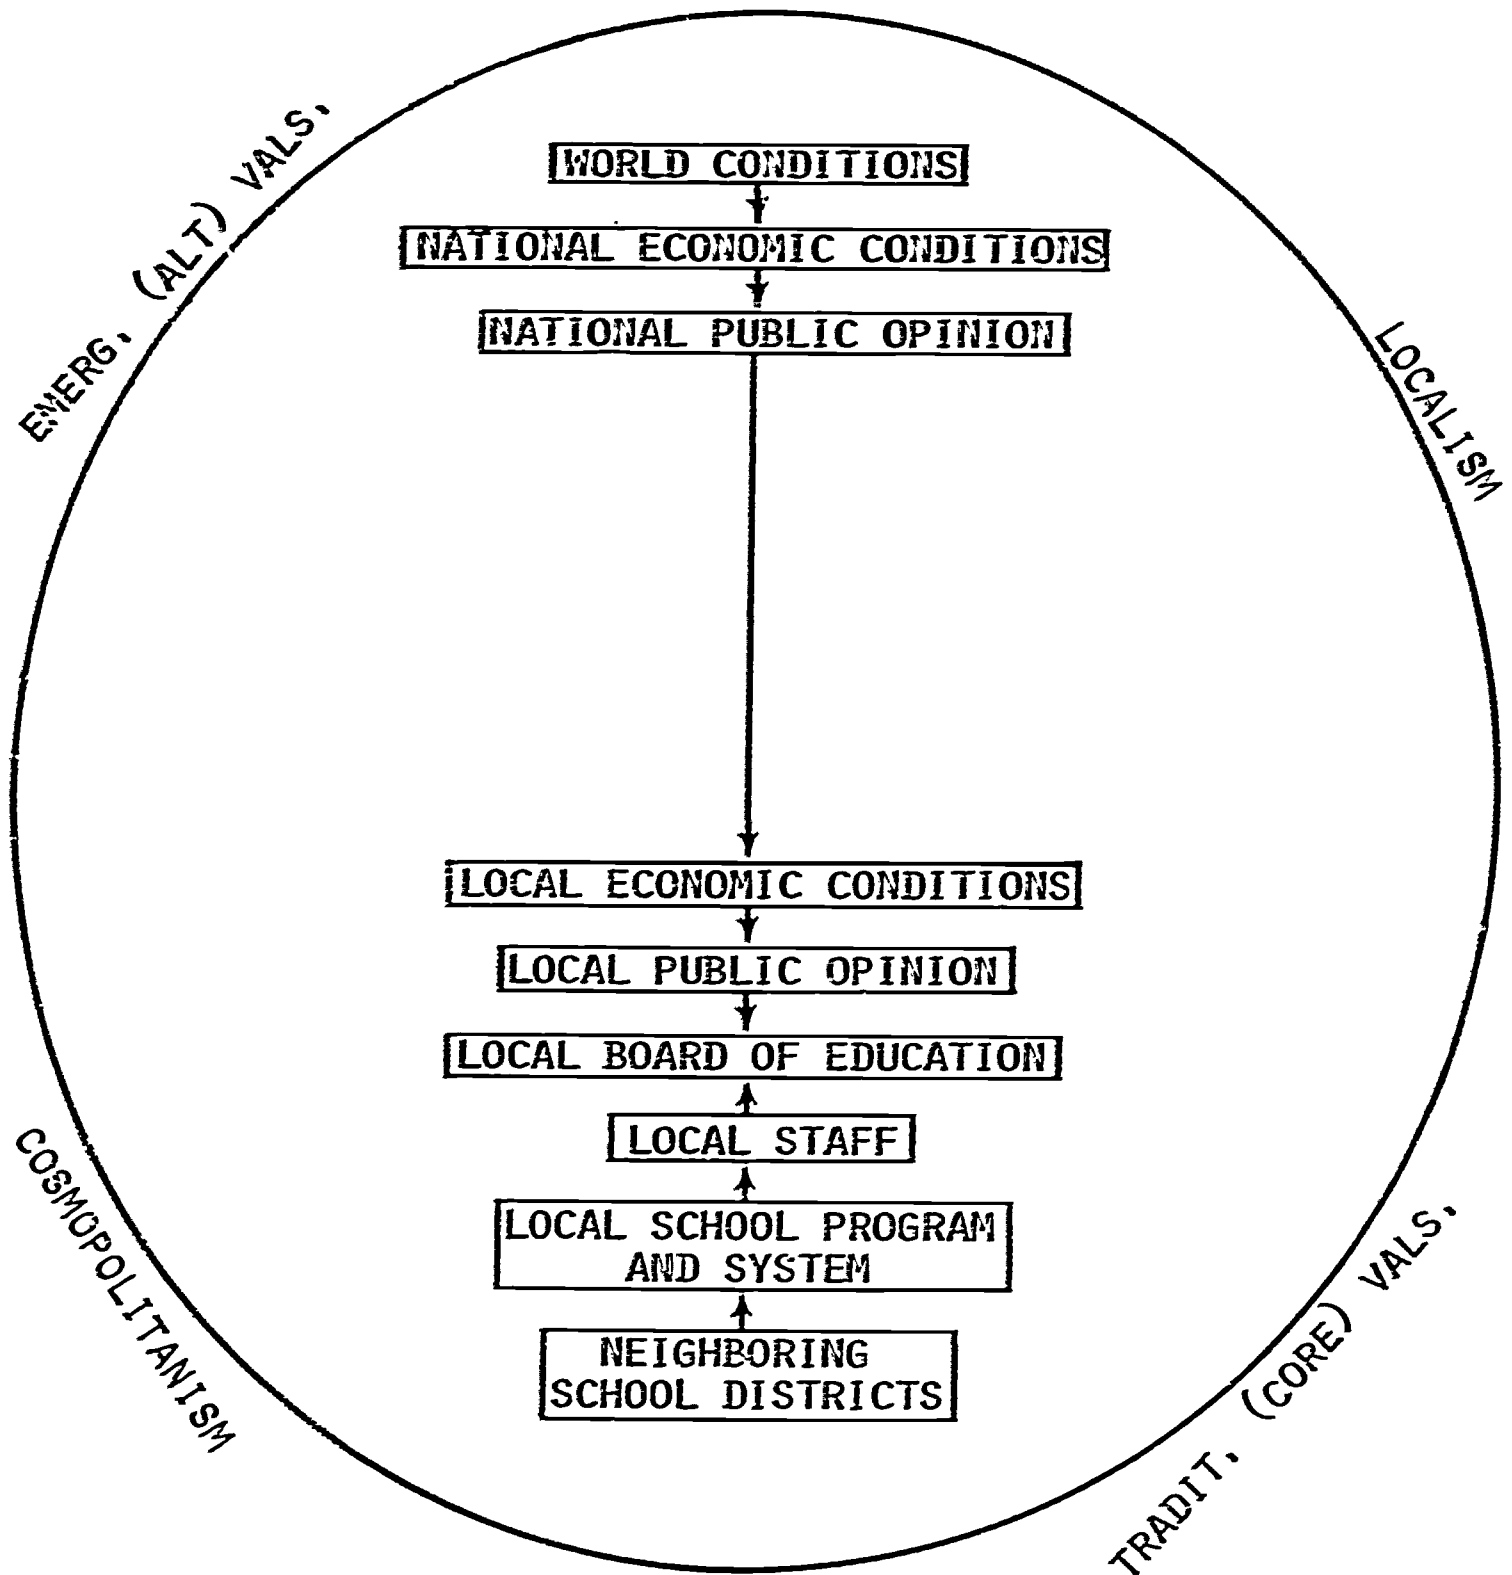 EMERG. (ALT) VALS.
WORLD CONDITIONS
NATIONAL ECONOMIC CONDITIONS
NATIONAL PUBLIC OPINION
LOCALISM
LOCAL ECONOMIC CONDITIONS
LOCAL PUBLIC OPINION
LOCAL BOARD OF EDUCATION
LOCAL STAFF
LOCAL SCHOOL PROGRAM
AND SYSTEM
NEIGHBORING
SCHOOL DISTRICTS
COSMOPOLITANISM
TRADIT. (CORE) VALS.